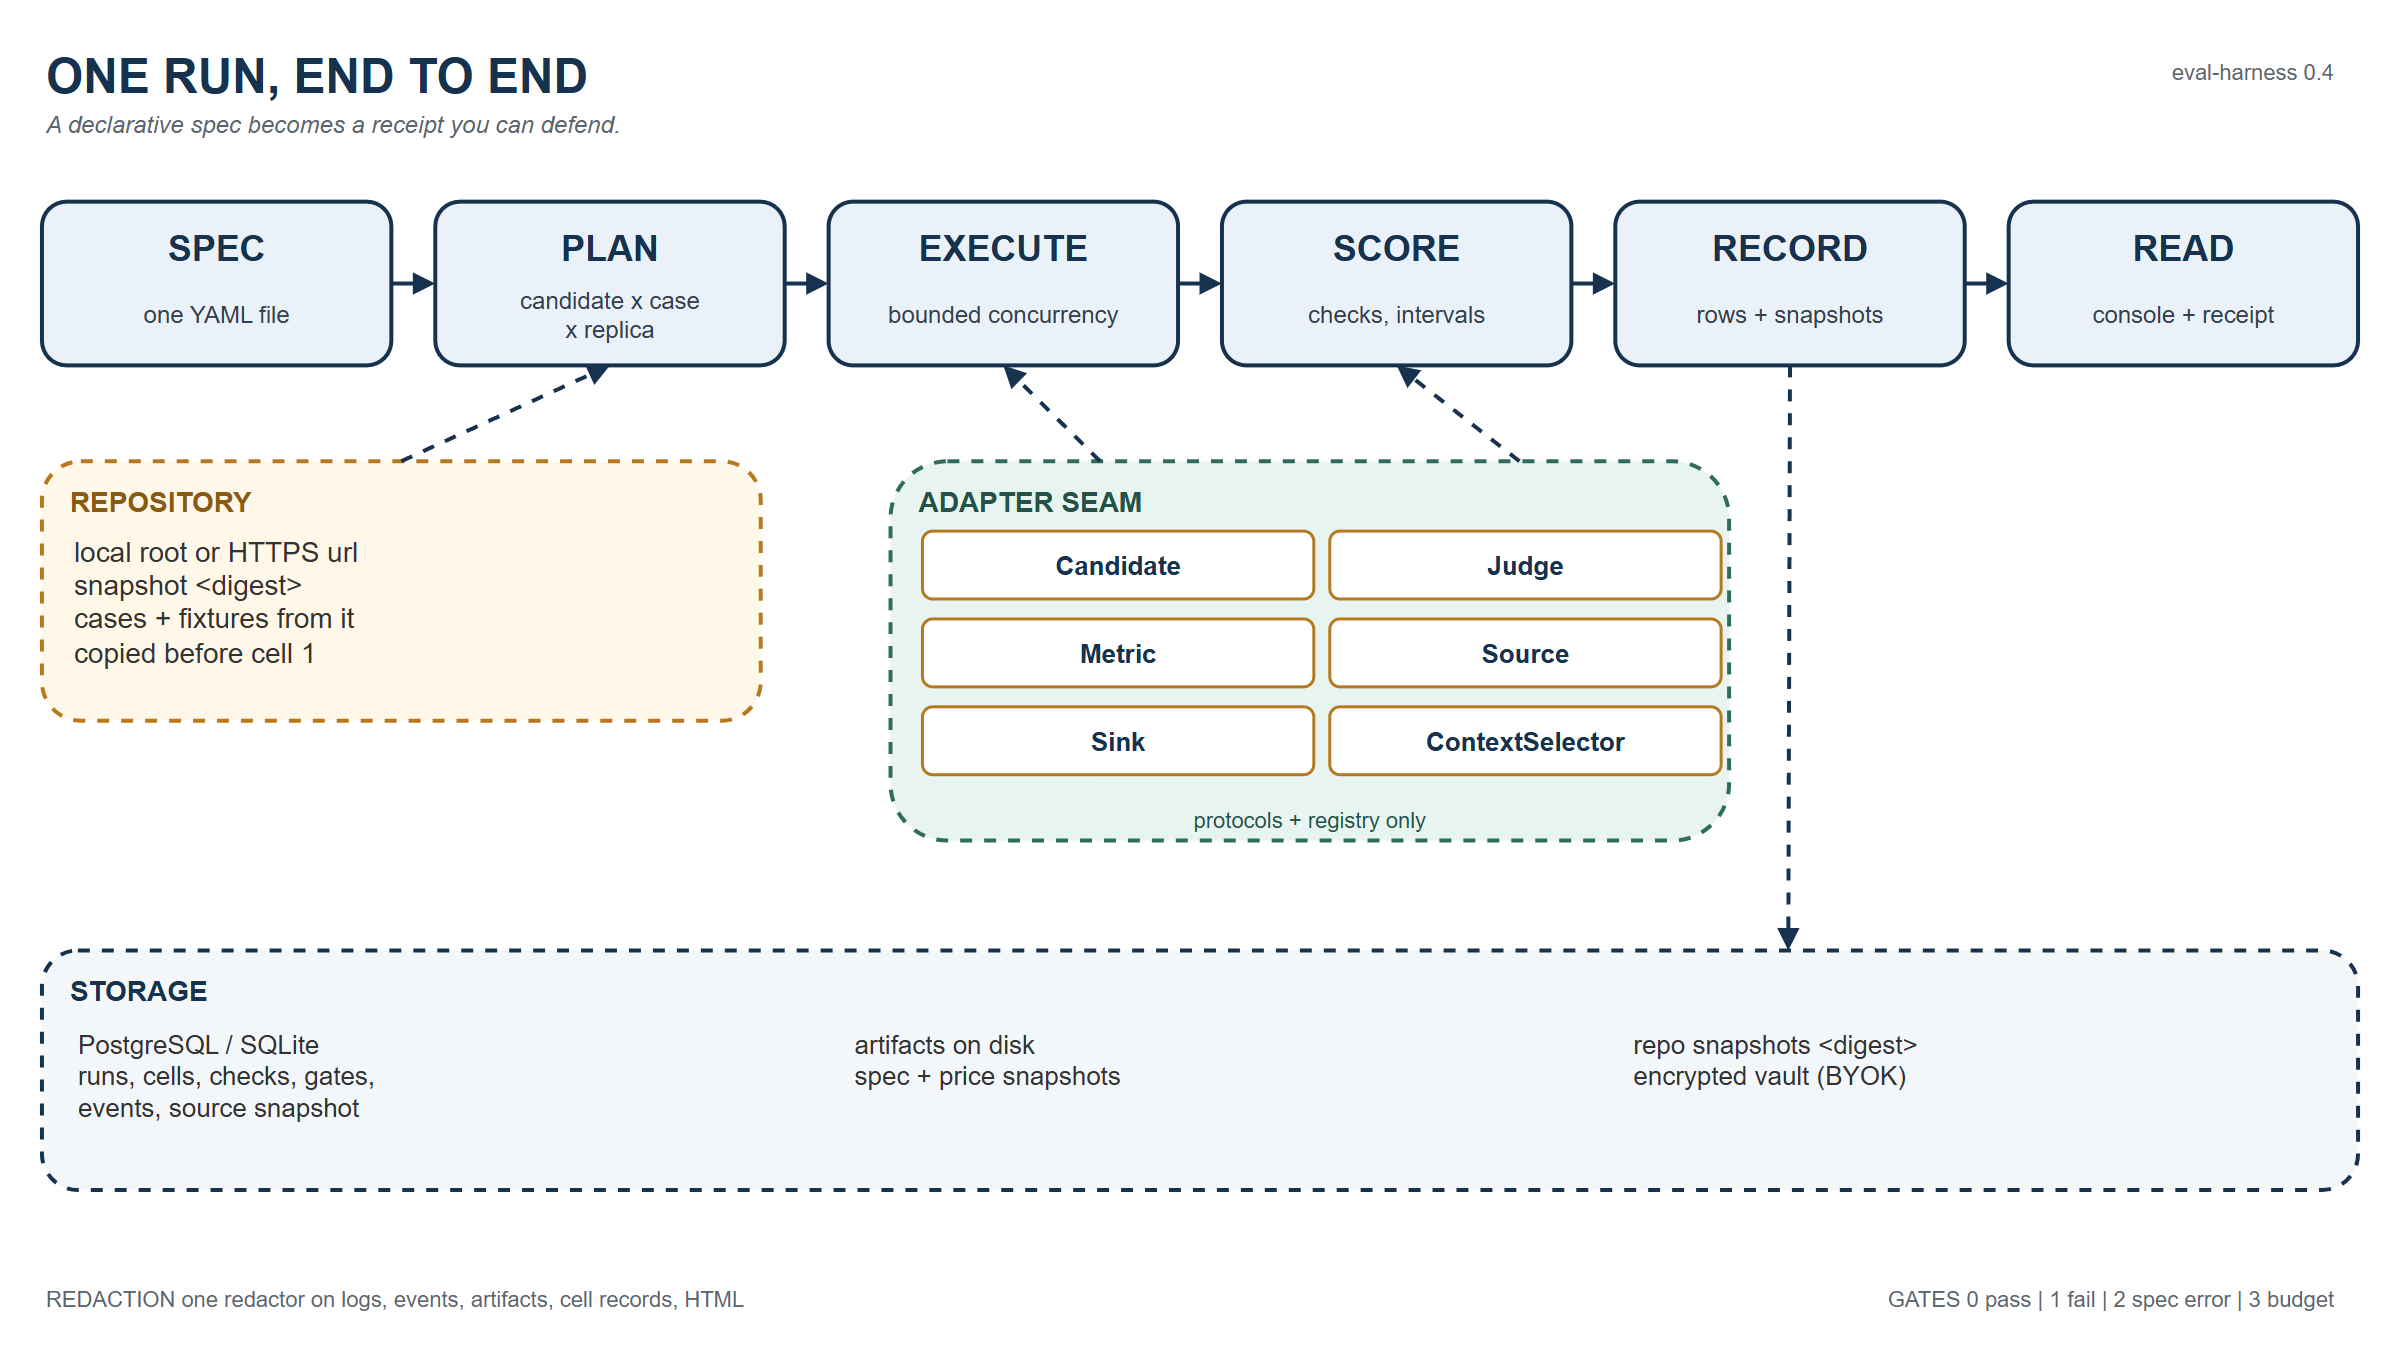 ONE RUN, END TO END
eval-harness 0.4
A declarative spec becomes a receipt you can defend.
SPEC
one YAML file
PLAN
candidate x case
x replica
EXECUTE
bounded concurrency
SCORE
checks, intervals
RECORD
rows + snapshots
READ
console + receipt
REPOSITORY
local root or HTTPS url
snapshot <digest>
cases + fixtures from it
copied before cell 1
ADAPTER SEAM
Candidate
Judge
Metric
Source
Sink
ContextSelector
protocols + registry only
STORAGE
PostgreSQL / SQLite
runs, cells, checks, gates,
events, source snapshot
artifacts on disk
spec + price snapshots
repo snapshots <digest>
encrypted vault (BYOK)
REDACTION one redactor on logs, events, artifacts, cell records, HTML
GATES 0 pass | 1 fail | 2 spec error | 3 budget